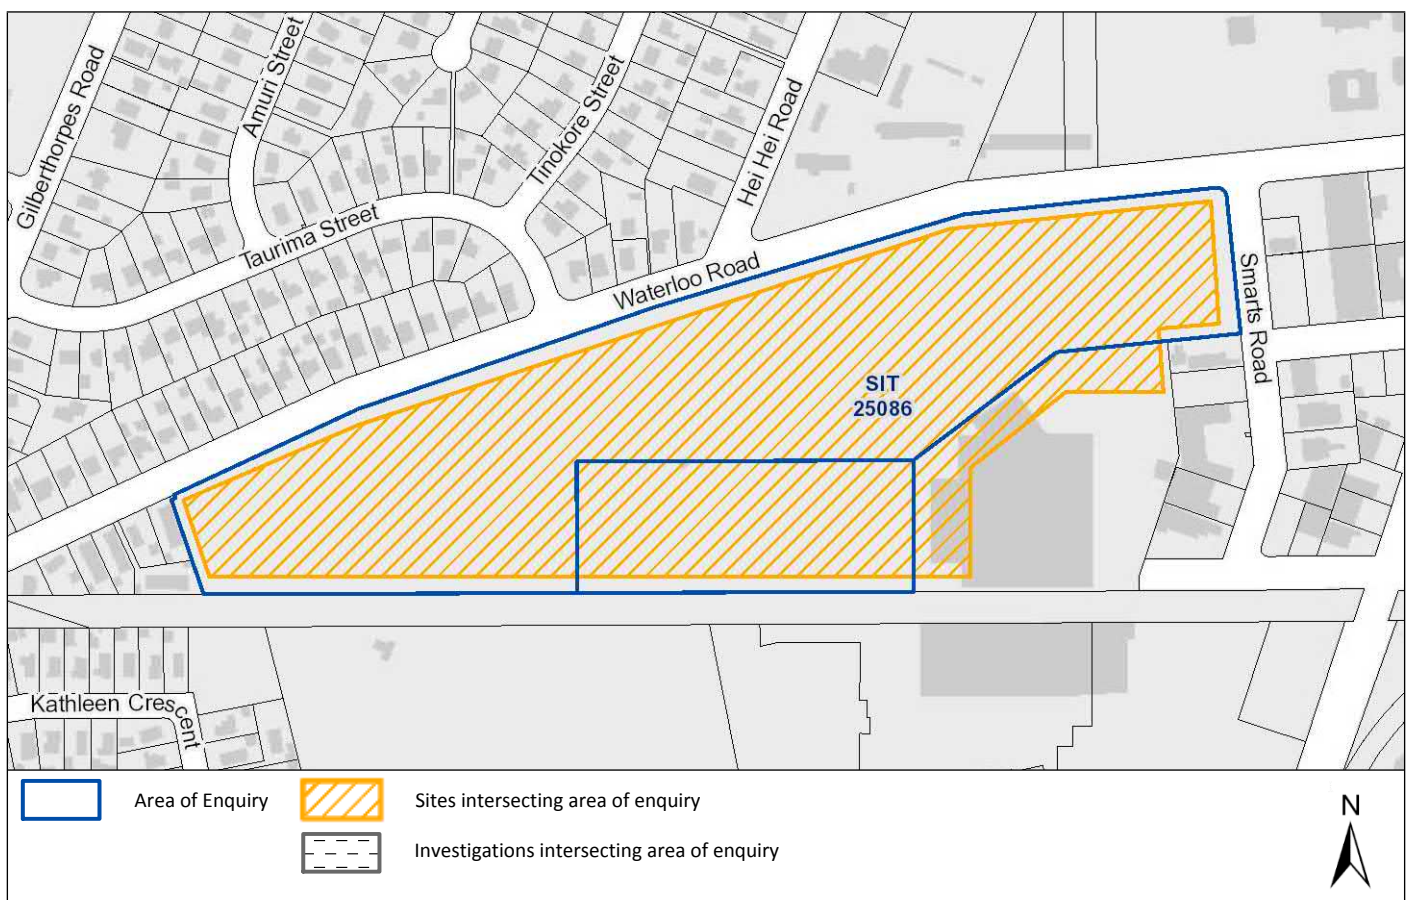 Gilberthorpes Road
Amuri Street
Tinokore Street
Hei Hei Road
Taurima Street
Waterloo Road
Smarts Road
SIT
25086
Kathleen Crescent
Area of Enquiry
Sites intersecting area of enquiry
N
Investigations intersecting area of enquiry